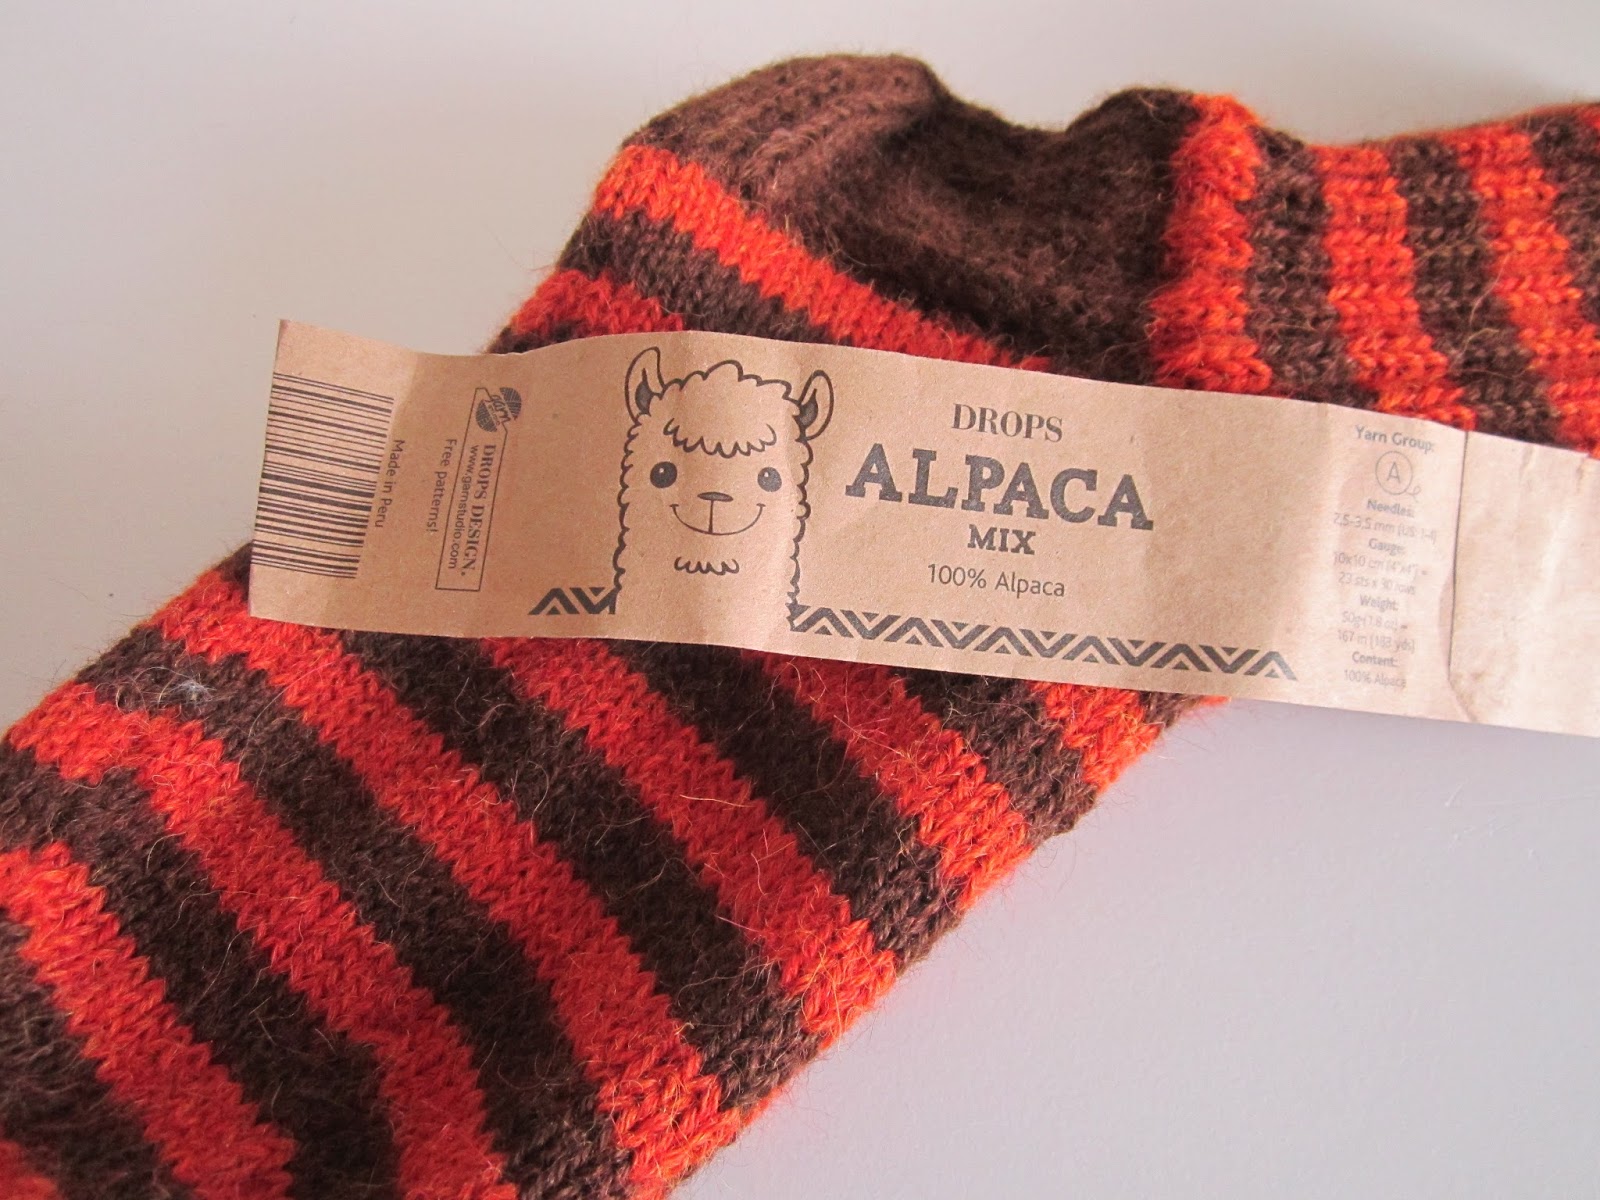 Made in Peru
garn
DROPS DESIGN®
www.garnstudio.com
Free patterns!
DROPS
ALPACA
MIX
100% Alpaca
Yarn Group:
A
Needles:
2,5-3,5 mm (US: 1-4)
Gauge:
10x10 cm (4"x4") =
23 sts x 30 rows
Weight:
50g (1.8 oz) =
167 m (183 yds)
Content:
100% Alpaca